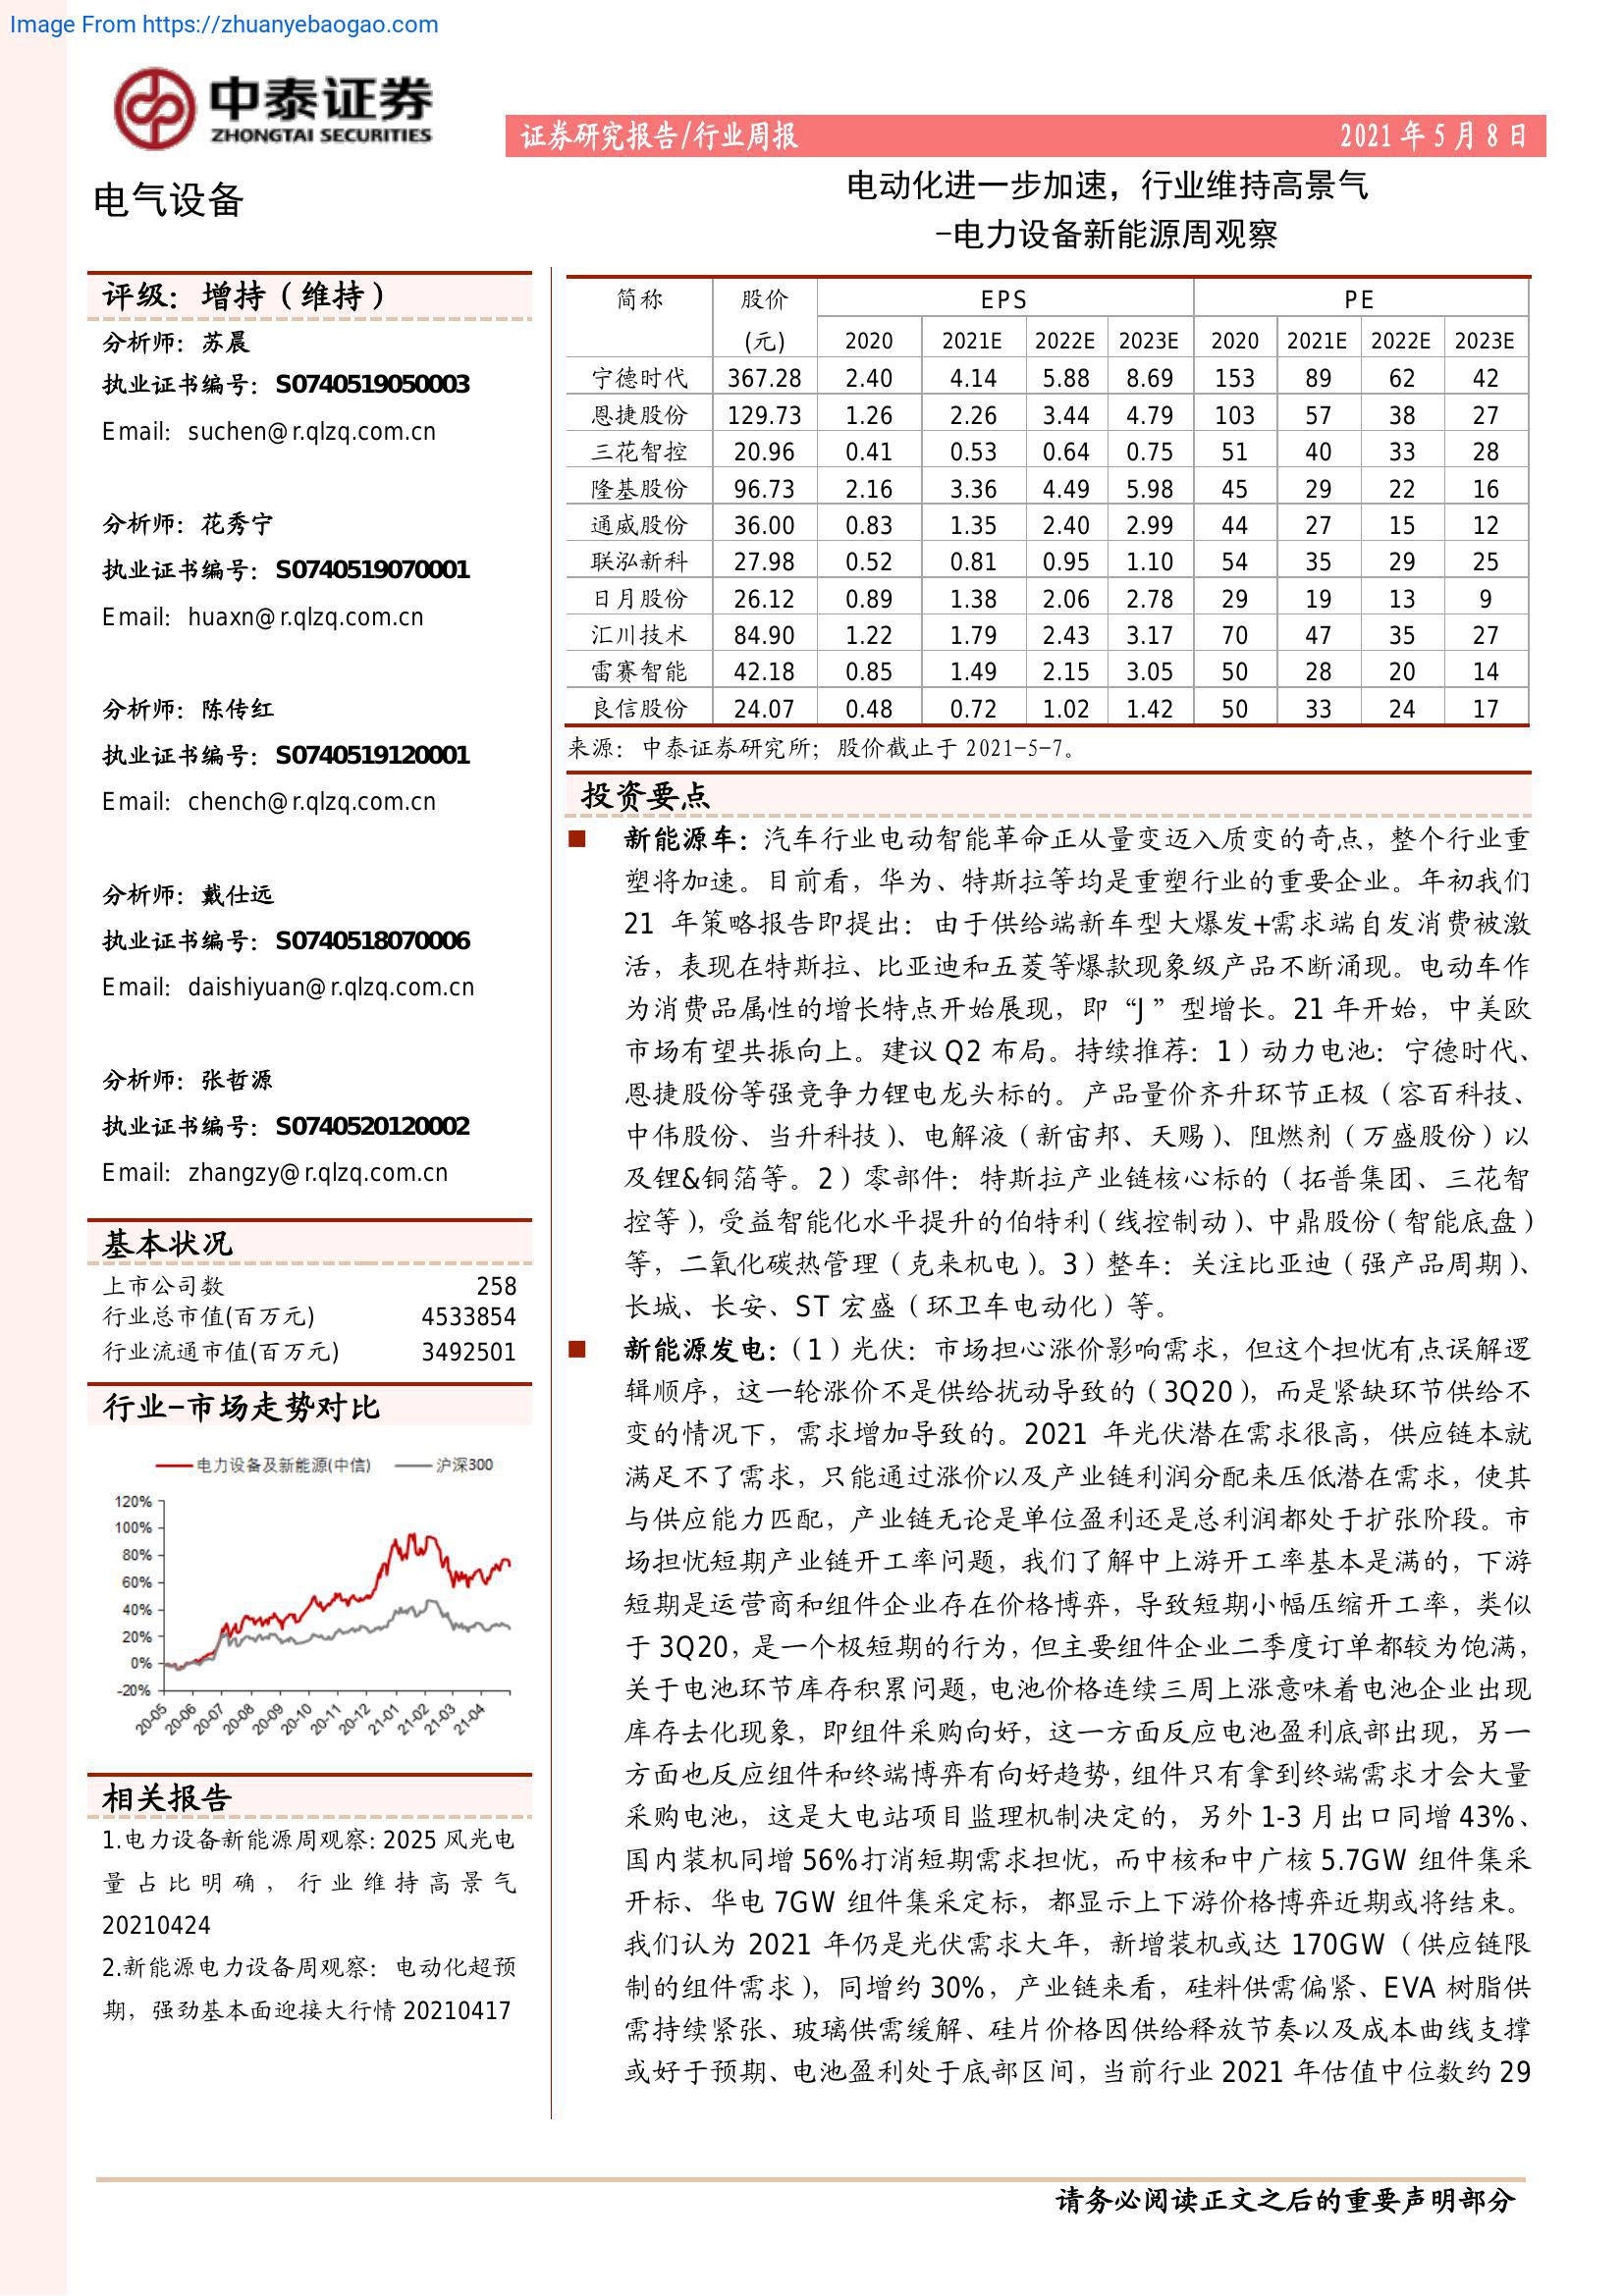 Image From https://zhuanyebaogao.com
中泰证券
ZHONGTAI SECURITIES
证券研究报告/行业周报 2021 年 5 月 8 日
电气设备
电动化进一步加速，行业维持高景气
-电力设备新能源周观察
评级：增持（维持）
分析师：苏晨
执业证书编号：S0740519050003
Email：suchen@r.qlzq.com.cn
分析师：花秀宁
执业证书编号：S0740519070001
Email：huaxn@r.qlzq.com.cn
分析师：陈传红
执业证书编号：S0740519120001
Email：chench@r.qlzq.com.cn
分析师：戴仕远
执业证书编号：S0740518070006
Email：daishiyuan@r.qlzq.com.cn
分析师：张哲源
执业证书编号：S0740520120002
Email：zhangzy@r.qlzq.com.cn
基本状况
上市公司数 258
行业总市值(百万元) 4533854
行业流通市值(百万元) 3492501
行业-市场走势对比
电力设备及新能源(中信) 沪深300
120%
100%
80%
60%
40%
20%
0%
-20%
20-05 20-06 20-07 20-08 20-09 20-10 20-11 20-12 21-01 21-02 21-03 21-04
相关报告
1.电力设备新能源周观察：2025 风光电
量占比明确，行业维持高景气
20210424
2.新能源电力设备周观察：电动化超预
期，强劲基本面迎接大行情 20210417
简称 股价 EPS PE
(元) 2020 2021E 2022E 2023E 2020 2021E 2022E 2023E
宁德时代 367.28 2.40 4.14 5.88 8.69 153 89 62 42
恩捷股份 129.73 1.26 2.26 3.44 4.79 103 57 38 27
三花智控 20.96 0.41 0.53 0.64 0.75 51 40 33 28
隆基股份 96.73 2.16 3.36 4.49 5.98 45 29 22 16
通威股份 36.00 0.83 1.35 2.40 2.99 44 27 15 12
联泓新科 27.98 0.52 0.81 0.95 1.10 54 35 29 25
日月股份 26.12 0.89 1.38 2.06 2.78 29 19 13 9
汇川技术 84.90 1.22 1.79 2.43 3.17 70 47 35 27
雷赛智能 42.18 0.85 1.49 2.15 3.05 50 28 20 14
良信股份 24.07 0.48 0.72 1.02 1.42 50 33 24 17
来源：中泰证券研究所；股价截止于 2021-5-7。
投资要点
■ 新能源车：汽车行业电动智能革命正从量变迈入质变的奇点，整个行业重
塑将加速。目前看，华为、特斯拉等均是重塑行业的重要企业。年初我们
21 年策略报告即提出：由于供给端新车型大爆发+需求端自发消费被激
活，表现在特斯拉、比亚迪和五菱等爆款现象级产品不断涌现。电动车作
为消费品属性的增长特点开始展现，即“J”型增长。21 年开始，中美欧
市场有望共振向上。建议 Q2 布局。持续推荐：1）动力电池：宁德时代、
恩捷股份等强竞争力锂电龙头标的。产品量价齐升环节正极（容百科技、
中伟股份、当升科技）、电解液（新宙邦、天赐）、阻燃剂（万盛股份）以
及锂&铜箔等。2）零部件：特斯拉产业链核心标的（拓普集团、三花智
控等），受益智能化水平提升的伯特利（线控制动）、中鼎股份（智能底盘）
等，二氧化碳热管理（克来机电）。3）整车：关注比亚迪（强产品周期）、
长城、长安、ST 宏盛（环卫车电动化）等。
■ 新能源发电：（1）光伏：市场担心涨价影响需求，但这个担忧有点误解逻
辑顺序，这一轮涨价不是供给扰动导致的（3Q20），而是紧缺环节供给不
变的情况下，需求增加导致的。2021 年光伏潜在需求很高，供应链本就
满足不了需求，只能通过涨价以及产业链利润分配来压低潜在需求，使其
与供应能力匹配，产业链无论是单位盈利还是总利润都处于扩张阶段。市
场担忧短期产业链开工率问题，我们了解中上游开工率基本是满的，下游
短期是运营商和组件企业存在价格博弈，导致短期小幅压缩开工率，类似
于 3Q20，是一个极短期的行为，但主要组件企业二季度订单都较为饱满，
关于电池环节库存积累问题，电池价格连续三周上涨意味着电池企业出现
库存去化现象，即组件采购向好，这一方面反应电池盈利底部出现，另一
方面也反应组件和终端博弈有向好趋势，组件只有拿到终端需求才会大量
采购电池，这是大电站项目监理机制决定的，另外 1-3 月出口同增 43%、
国内装机同增 56%打消短期需求担忧，而中核和中广核 5.7GW 组件集采
开标、华电 7GW 组件集采定标，都显示上下游价格博弈近期或将结束。
我们认为 2021 年仍是光伏需求大年，新增装机或达 170GW（供应链限
制的组件需求），同增约 30%，产业链来看，硅料供需偏紧、EVA 树脂供
需持续紧张、玻璃供需缓解、硅片价格因供给释放节奏以及成本曲线支撑
或好于预期、电池盈利处于底部区间，当前行业 2021 年估值中位数约 29
请务必阅读正文之后的重要声明部分